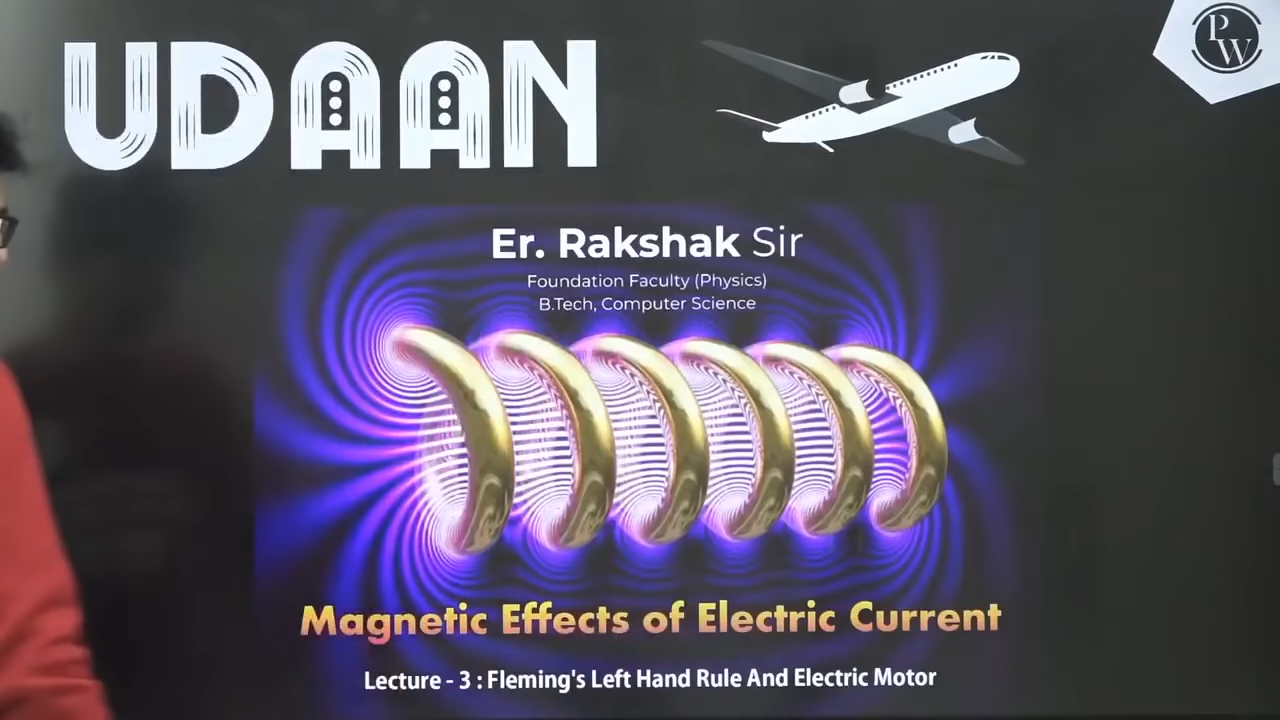 UDAAN
PW
Er. Rakshak Sir
Foundation Faculty (Physics)
B.Tech, Computer Science
Magnetic Effects of Electric Current
Lecture - 3 : Fleming's Left Hand Rule And Electric Motor